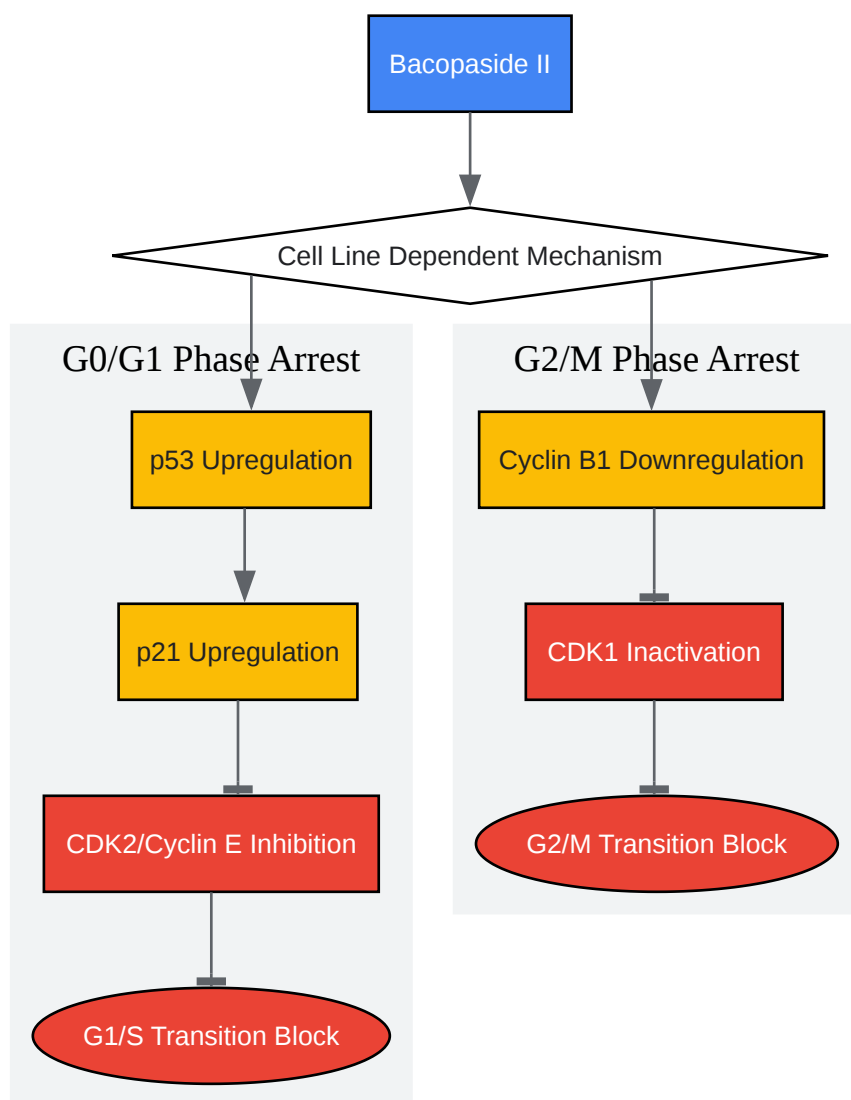 Bacopaside II
Cell Line Dependent Mechanism
G0/G1 Phase Arrest
p53 Upregulation
p21 Upregulation
CDK2/Cyclin E Inhibition
G1/S Transition Block
G2/M Phase Arrest
Cyclin B1 Downregulation
CDK1 Inactivation
G2/M Transition Block